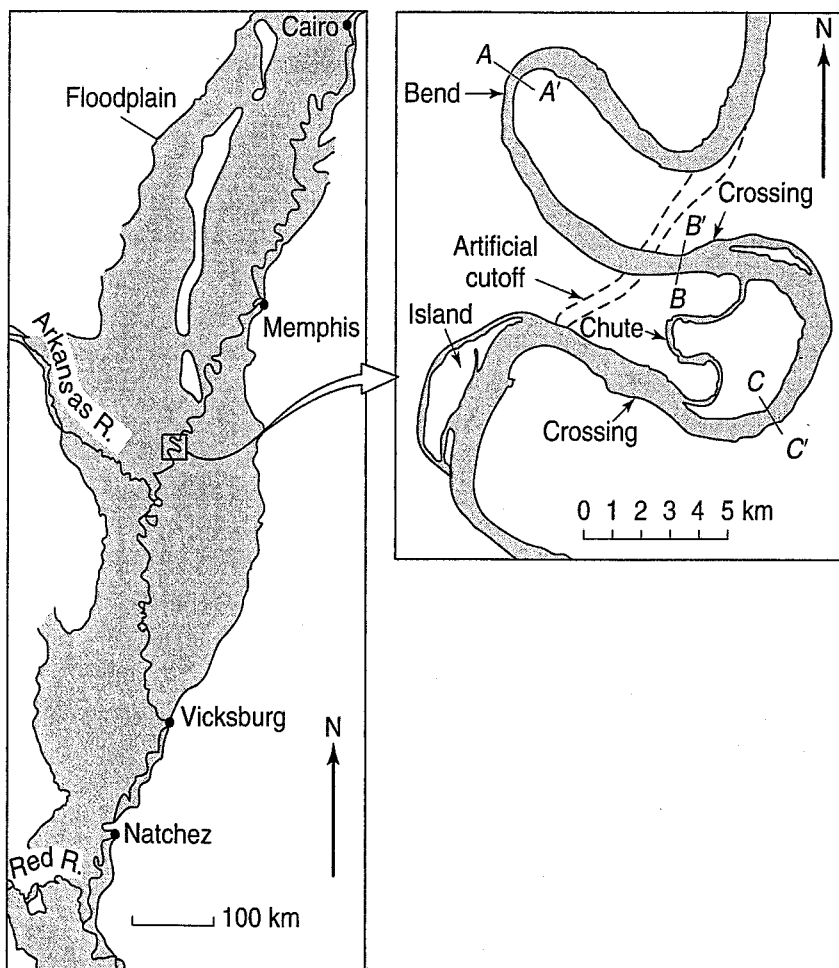 Cairo
Floodplain
Memphis
Arkansas R.
Vicksburg
N
Natchez
Red R.
100 km
N
A
A'
Bend
Crossing
B'
Artificial
cutoff
B
Island
Chute
C
Crossing
C'
0 1 2 3 4 5 km